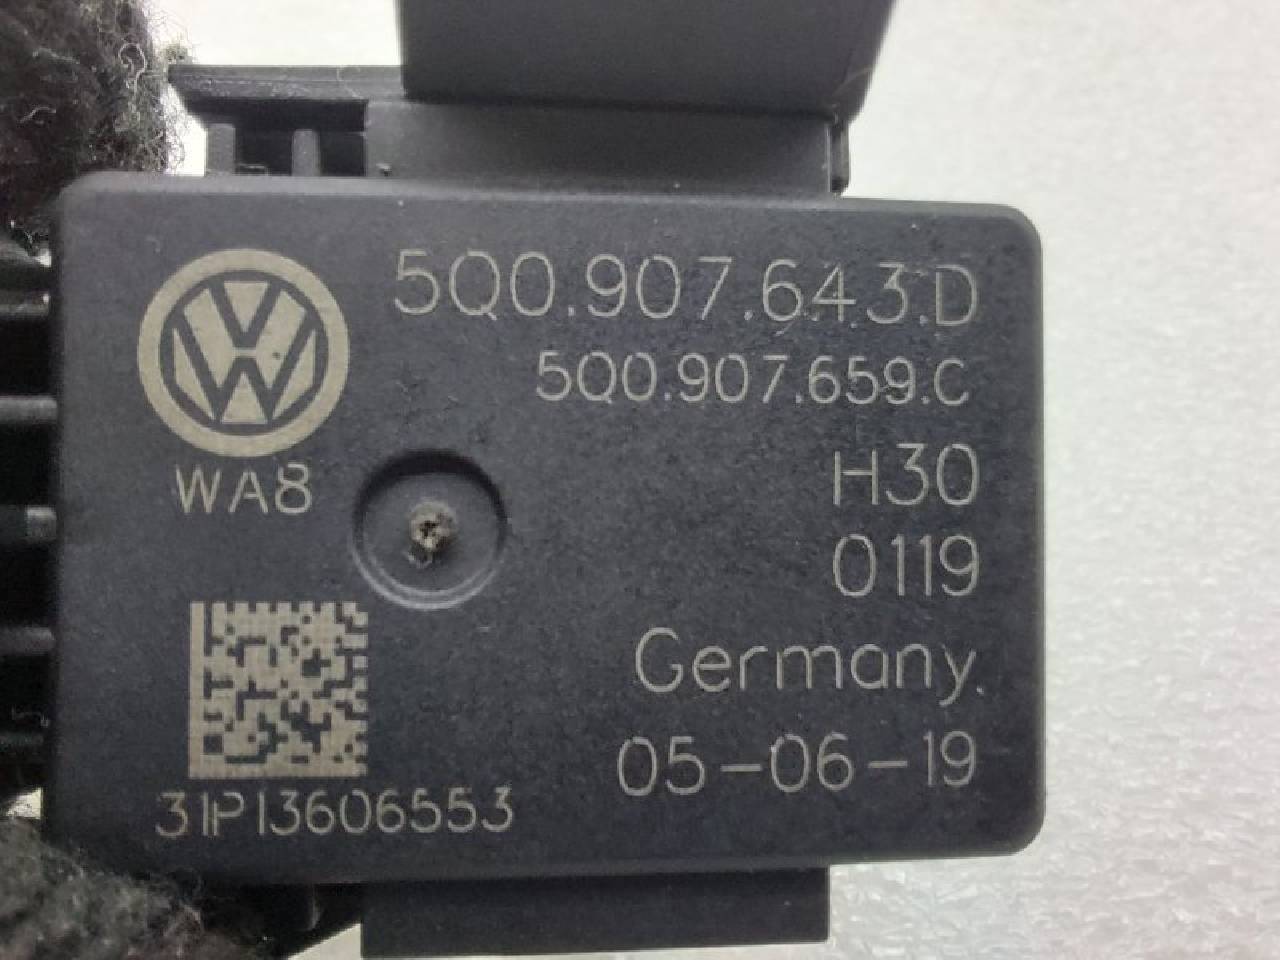 5Q0.907.643.D
5Q0.907.659.C
WA8
H30
0119
Germany.
05-06-19
31P13606553